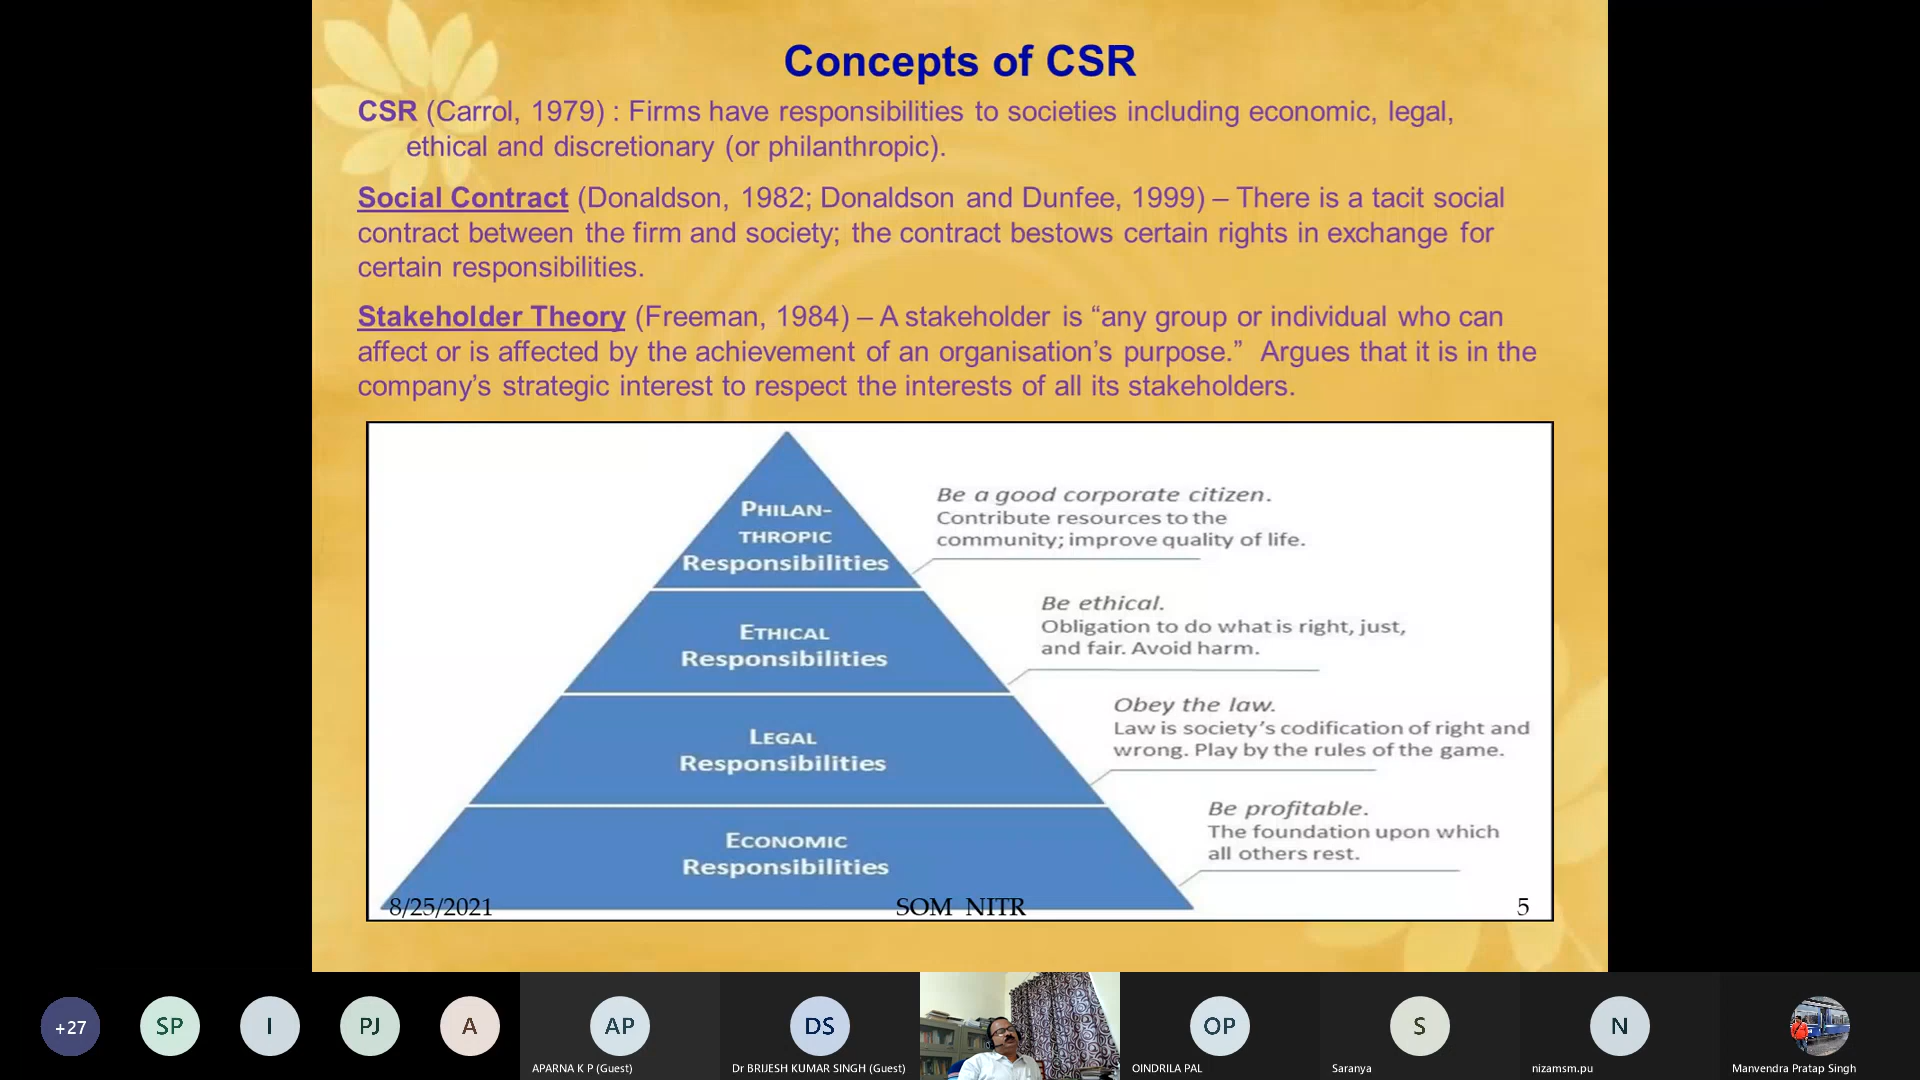 Concepts of CSR
CSR (Carrol, 1979) : Firms have responsibilities to societies including economic, legal,
ethical and discretionary (or philanthropic).
Social Contract (Donaldson, 1982; Donaldson and Dunfee, 1999) – There is a tacit social
contract between the firm and society; the contract bestows certain rights in exchange for
certain responsibilities.
Stakeholder Theory (Freeman, 1984) – A stakeholder is “any group or individual who can
affect or is affected by the achievement of an organisation’s purpose.” Argues that it is in the
company’s strategic interest to respect the interests of all its stakeholders.
PHILAN-
THROPIC
Responsibilities
Be a good corporate citizen.
Contribute resources to the
community; improve quality of life.
ETHICAL
Responsibilities
Be ethical.
Obligation to do what is right, just,
and fair. Avoid harm.
LEGAL
Responsibilities
Obey the law.
Law is society’s codification of right and
wrong. Play by the rules of the game.
ECONOMIC
Responsibilities
Be profitable.
The foundation upon which
all others rest.
8/25/2021
SOM NITR
5
+27
SP
I
PJ
A
AP
DS
OP
S
N
APARNA K P (Guest)
Dr BRIJESH KUMAR SINGH (Guest)
OINDRILA PAL
Saranya
nizamsm.pu
Manvendra Pratap Singh